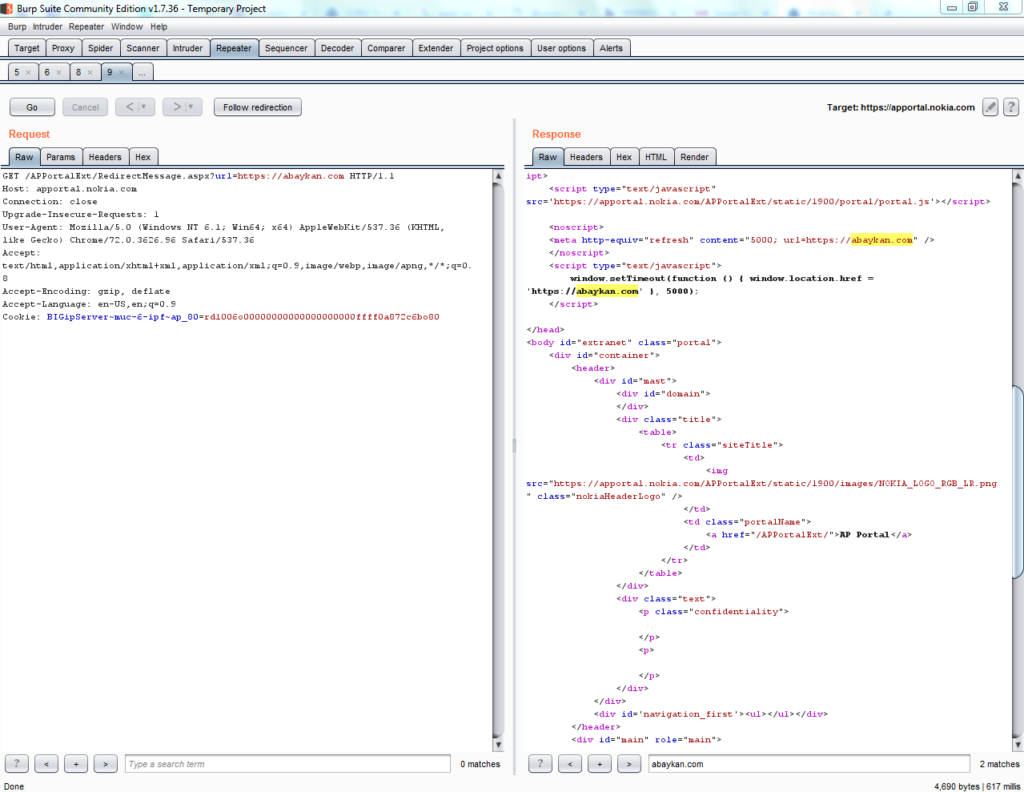 Burp Suite Community Edition v1.7.36 - Temporary Project
Burp Intruder Repeater Window Help
Target Proxy Spider Scanner Intruder Repeater Sequencer Decoder Comparer Extender Project options User options Alerts
5 × 6 × 8 × 9 × ...
Go Cancel < > Follow redirection Target: https://apportal.nokia.com ?
Request
Raw Params Headers Hex
GET /APPortalExt/RedirectMessage.aspx?url=https://abaykan.com HTTP/1.1
Host: apportal.nokia.com
Connection: close
Upgrade-Insecure-Requests: 1
User-Agent: Mozilla/5.0 (Windows NT 6.1; Win64; x64) AppleWebKit/537.36 (KHTML,
like Gecko) Chrome/72.0.3626.96 Safari/537.36
Accept:
text/html,application/xhtml+xml,application/xml;q=0.9,image/webp,image/apng,*/*;q=0.
8
Accept-Encoding: gzip, deflate
Accept-Language: en-US,en;q=0.9
Cookie: BIGipServer~muc-6-ipf~ap_80=rd1006o00000000000000000000ffff0a872c6bo80
? < + > Type a search term 0 matches
Response
Raw Headers Hex HTML Render
ipt>
<script type="text/javascript"
src='https://apportal.nokia.com/APPortalExt/static/1900/portal/portal.js'></script>
<noscript>
<meta http-equiv="refresh" content="5000; url=https://abaykan.com" />
</noscript>
<script type="text/javascript">
window.setTimeout(function () { window.location.href =
'https://abaykan.com' }, 5000);
</script>
</head>
<body id="extranet" class="portal">
<div id="container">
<header>
<div id="mast">
<div id="domain">
</div>
<div class="title">
<table>
<tr class="siteTitle">
<td>
<img
src="https://apportal.nokia.com/APPortalExt/static/1900/images/NOKIA_LOGO_RGB_LR.png
" class="nokiaHeaderLogo" />
</td>
<td class="portalName">
<a href="/APPortalExt/">AP Portal</a>
</td>
</tr>
</table>
</div>
<div class="text">
<p class="confidentiality">
</p>
<p>
</p>
</div>
</div>
<div id='navigation_first'><ul></ul></div>
</header>
<div id="main" role="main">
? < + > abaykan.com 2 matches
Done 4,690 bytes | 617 millis